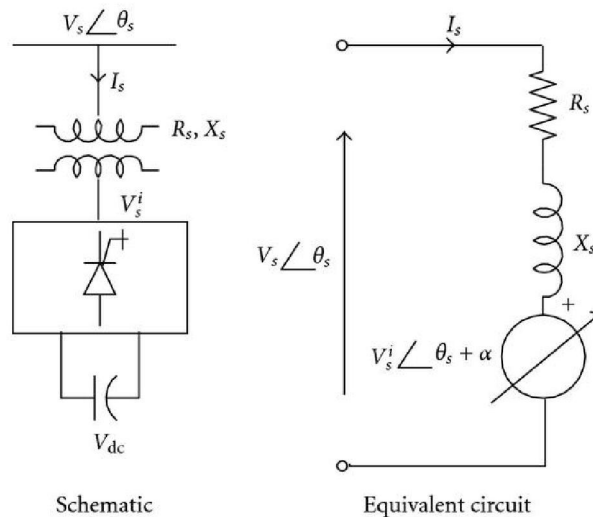 V_s∠θ_s
I_s
R_s, X_s
V_s^i
V_dc
Schematic
I_s
R_s
X_s
+
V_s∠θ_s
V_s^i∠θ_s + α
Equivalent circuit